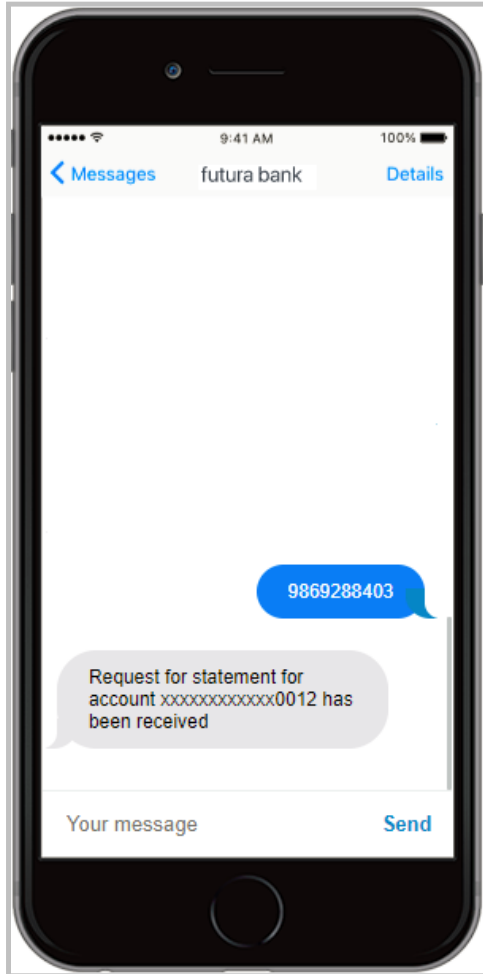 9:41 AM 100%
Messages futura bank Details
9869288403
Request for statement for
account xxxxxxxxxxxx0012 has
been received
Your message Send